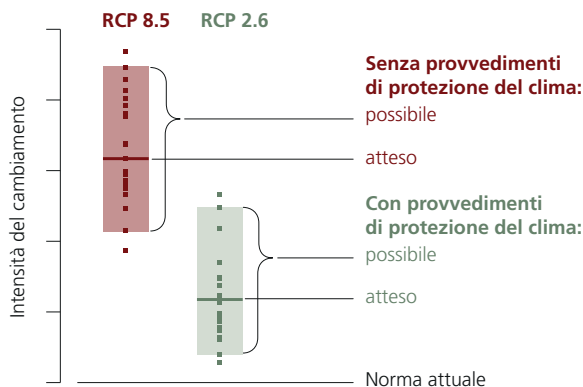 RCP 8.5
RCP 2.6
Intensità del cambiamento
Senza provvedimenti
di protezione del clima:
possibile
atteso
Con provvedimenti
di protezione del clima:
possibile
atteso
Norma attuale